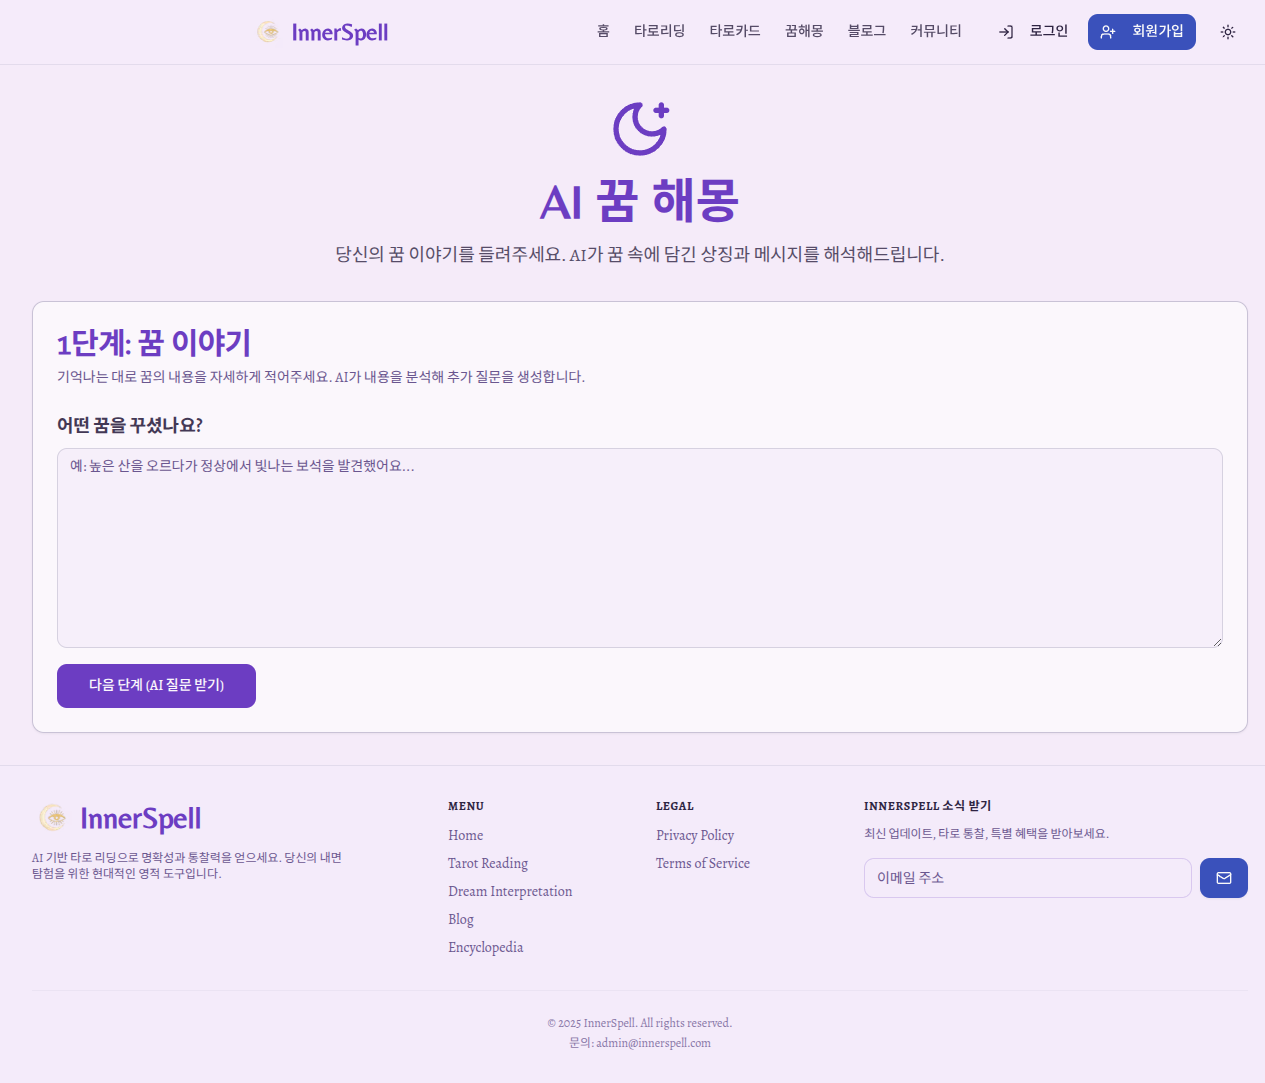 InnerSpell
홈 타로리딩 타로카드 꿈해몽 블로그 커뮤니티 로그인 회원가입
AI 꿈 해몽
당신의 꿈 이야기를 들려주세요. AI가 꿈 속에 담긴 상징과 메시지를 해석해드립니다.
1단계: 꿈 이야기
기억나는 대로 꿈의 내용을 자세하게 적어주세요. AI가 내용을 분석해 추가 질문을 생성합니다.
어떤 꿈을 꾸셨나요?
예: 높은 산을 오르다가 정상에서 빛나는 보석을 발견했어요...
다음 단계 (AI 질문 받기)
InnerSpell
AI 기반 타로 리딩으로 명확성과 통찰력을 얻으세요. 당신의 내면
탐험을 위한 현대적인 영적 도구입니다.
MENU
Home
Tarot Reading
Dream Interpretation
Blog
Encyclopedia
LEGAL
Privacy Policy
Terms of Service
INNERSPELL 소식 받기
최신 업데이트, 타로 통찰, 특별 혜택을 받아보세요.
이메일 주소
© 2025 InnerSpell. All rights reserved.
문의: admin@innerspell.com